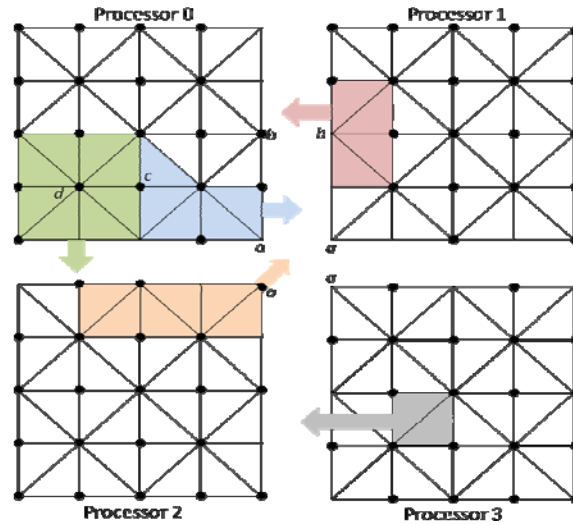 Processor 0
Processor 1
b
h
c
d
a
a
a
a
Processor 2
Processor 3